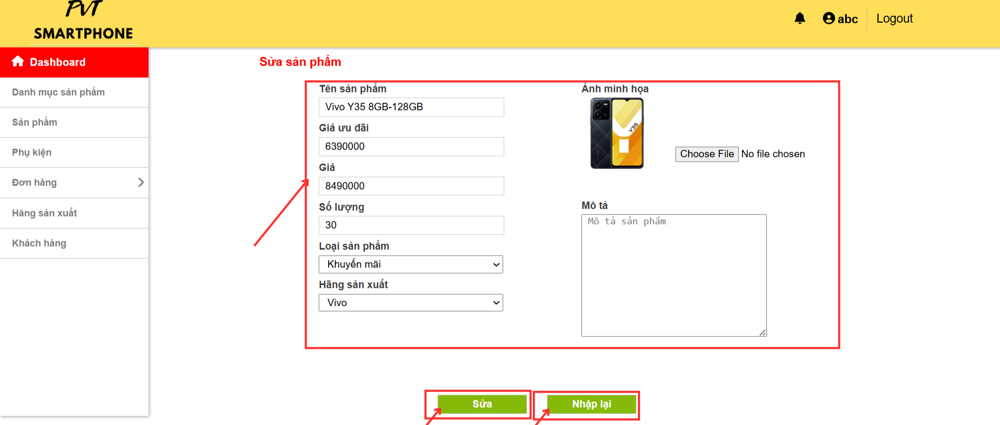 PVT
SMARTPHONE
abc
Logout
Dashboard
Danh mục sản phẩm
Sản phẩm
Phụ kiện
Đơn hàng
Hãng sản xuất
Khách hàng
Sửa sản phẩm
Tên sản phẩm
Vivo Y35 8GB-128GB
Giá ưu đãi
6390000
Giá
8490000
Số lượng
30
Loại sản phẩm
Khuyến mãi
Hãng sản xuất
Vivo
Ảnh minh họa
Y35
vivo
Choose File No file chosen
Mô tả
Mô tả sản phẩm
Sửa
Nhập lại